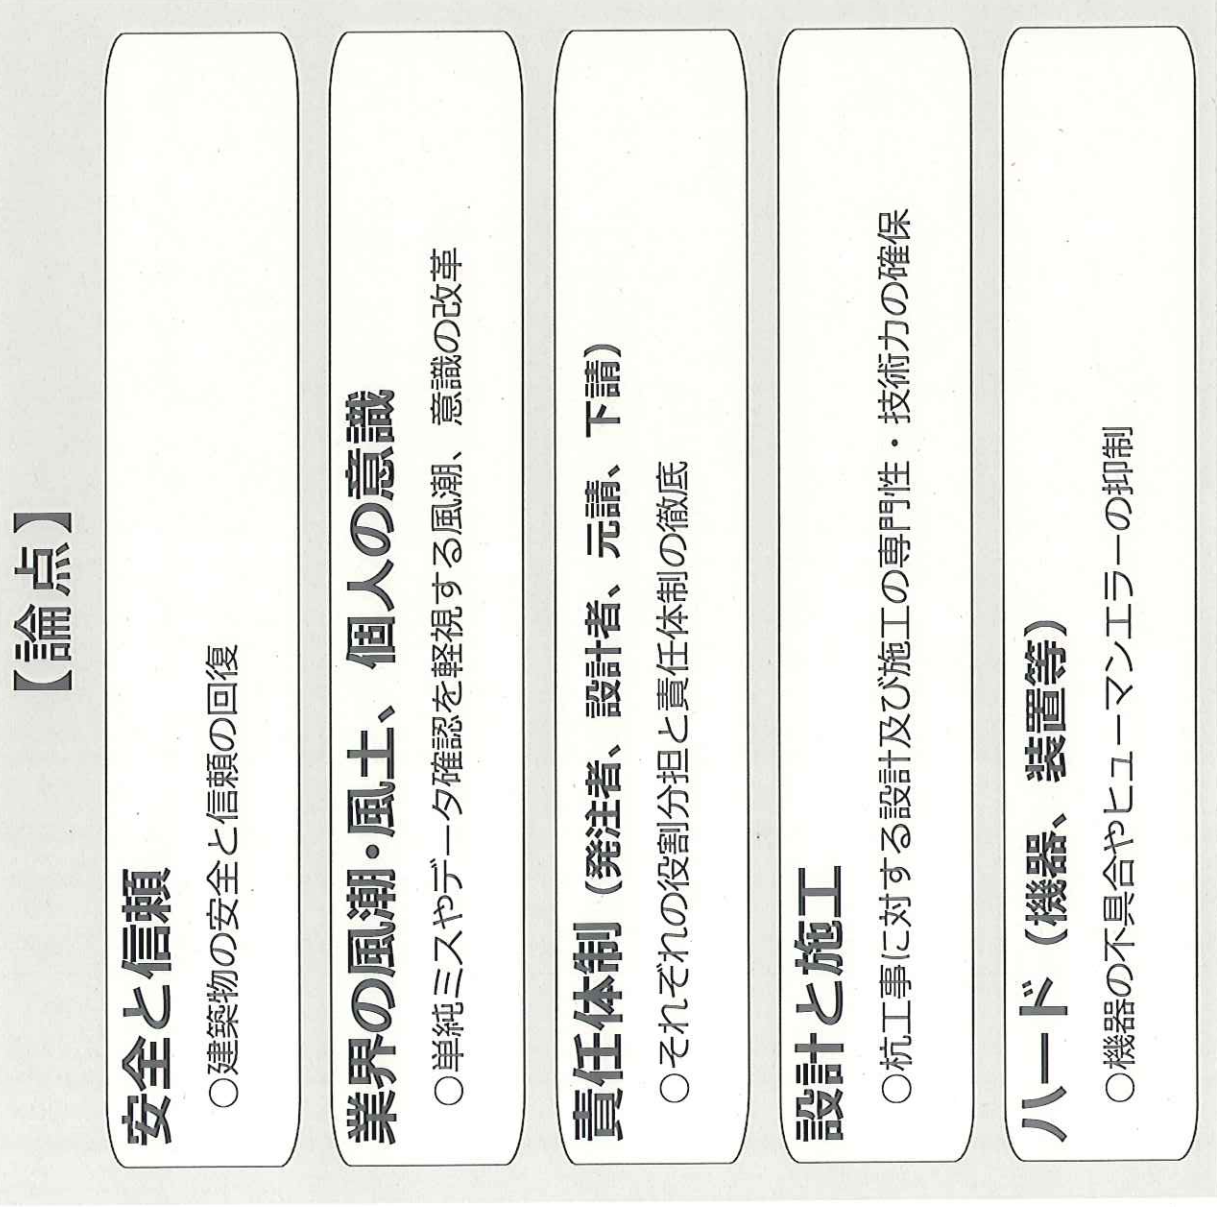 【論点】
安全と信頼
○建築物の安全と信頼の回復
業界の風潮・風土、個人の意識
○単純ミスやデータ確認を軽視する風潮、意識の改革
責任体制（発注者、設計者、元請、下請）
○それぞれの役割分担と責任体制の徹底
設計と施工
○杭工事に対する設計及び施工の専門性・技術力の確保
ハード（機器、装置等）
○機器の不具合やヒューマンエラーの抑制